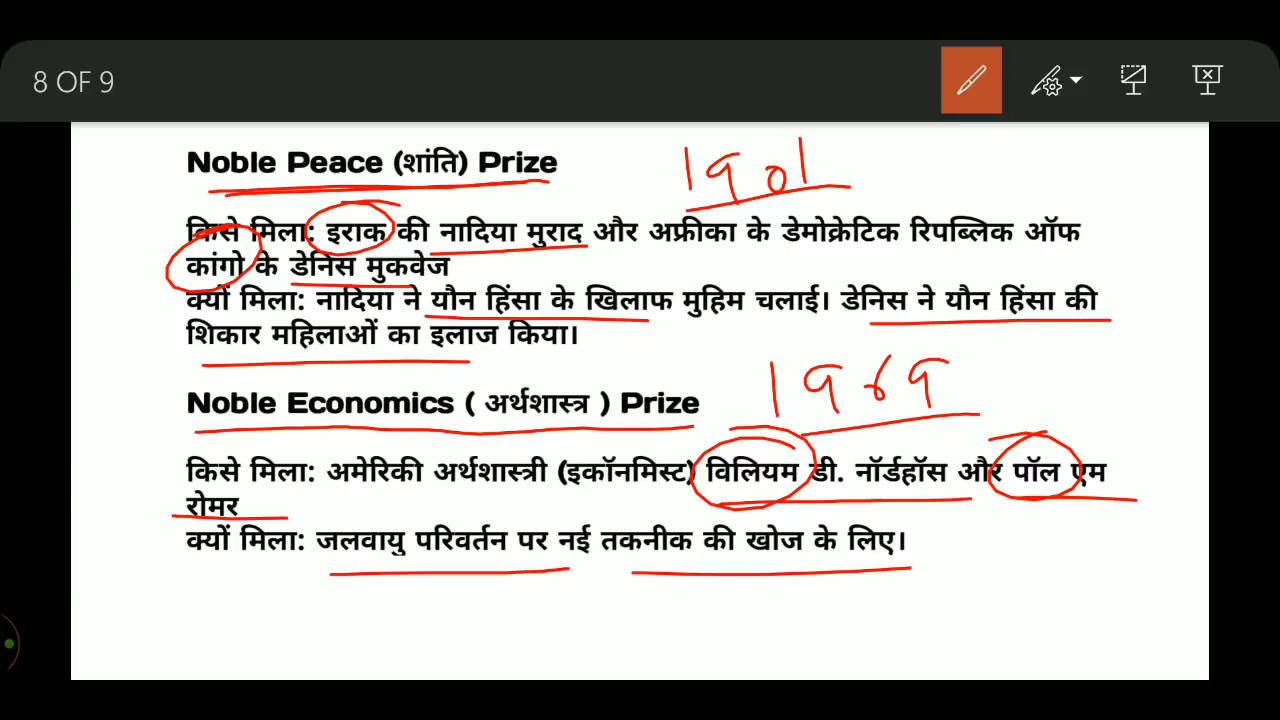 8 OF 9
Noble Peace (शांति) Prize
1901
किसे मिला: इराक की नादिया मुराद और अफ्रीका के डेमोक्रेटिक रिपब्लिक ऑफ
कांगो के डेनिस मुकवेज
क्यों मिला: नादिया ने यौन हिंसा के खिलाफ मुहिम चलाई। डेनिस ने यौन हिंसा की
शिकार महिलाओं का इलाज किया।
Noble Economics ( अर्थशास्त्र ) Prize
1969
किसे मिला: अमेरिकी अर्थशास्त्री (इकॉनमिस्ट) विलियम डी. नॉर्डहॉस और पॉल एम
रोमर
क्यों मिला: जलवायु परिवर्तन पर नई तकनीक की खोज के लिए।